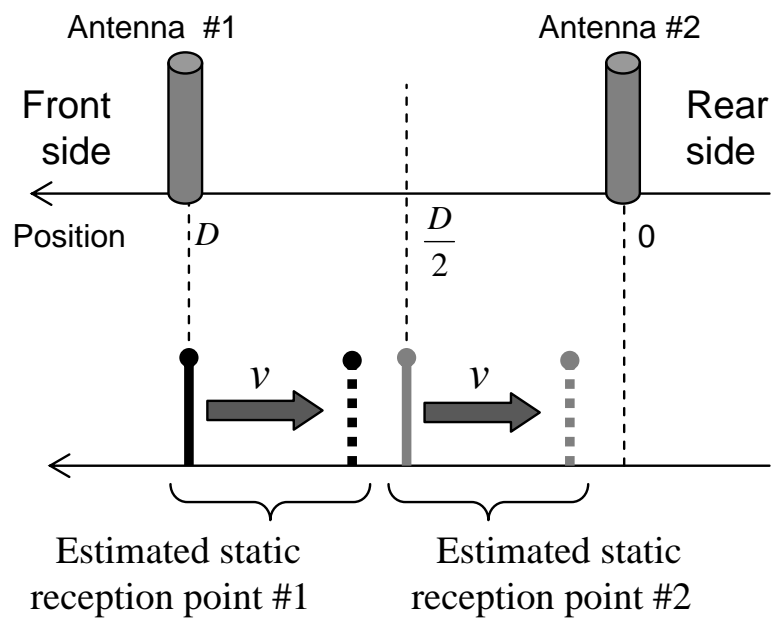 Antenna #1
Antenna #2
Front
side
Rear
side
Position
D
D
2
0
v
v
Estimated static
reception point #1
Estimated static
reception point #2